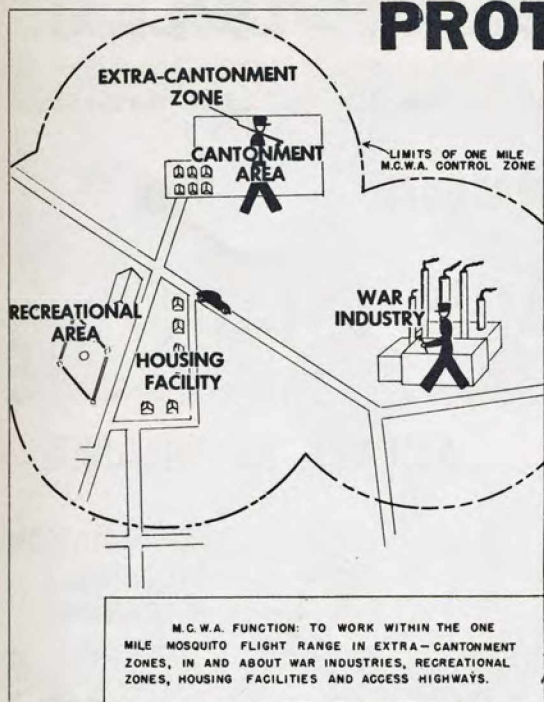 PROT
EXTRA-CANTONMENT
ZONE
CANTONMENT
AREA
LIMITS OF ONE MILE
M.C.W.A. CONTROL ZONE
RECREATIONAL
AREA
WAR
INDUSTRY
HOUSING
FACILITY
M.C.W.A. FUNCTION: TO WORK WITHIN THE ONE
MILE MOSQUITO FLIGHT RANGE IN EXTRA-CANTONMENT
ZONES, IN AND ABOUT WAR INDUSTRIES, RECREATIONAL
ZONES, HOUSING FACILITIES AND ACCESS HIGHWAYS.